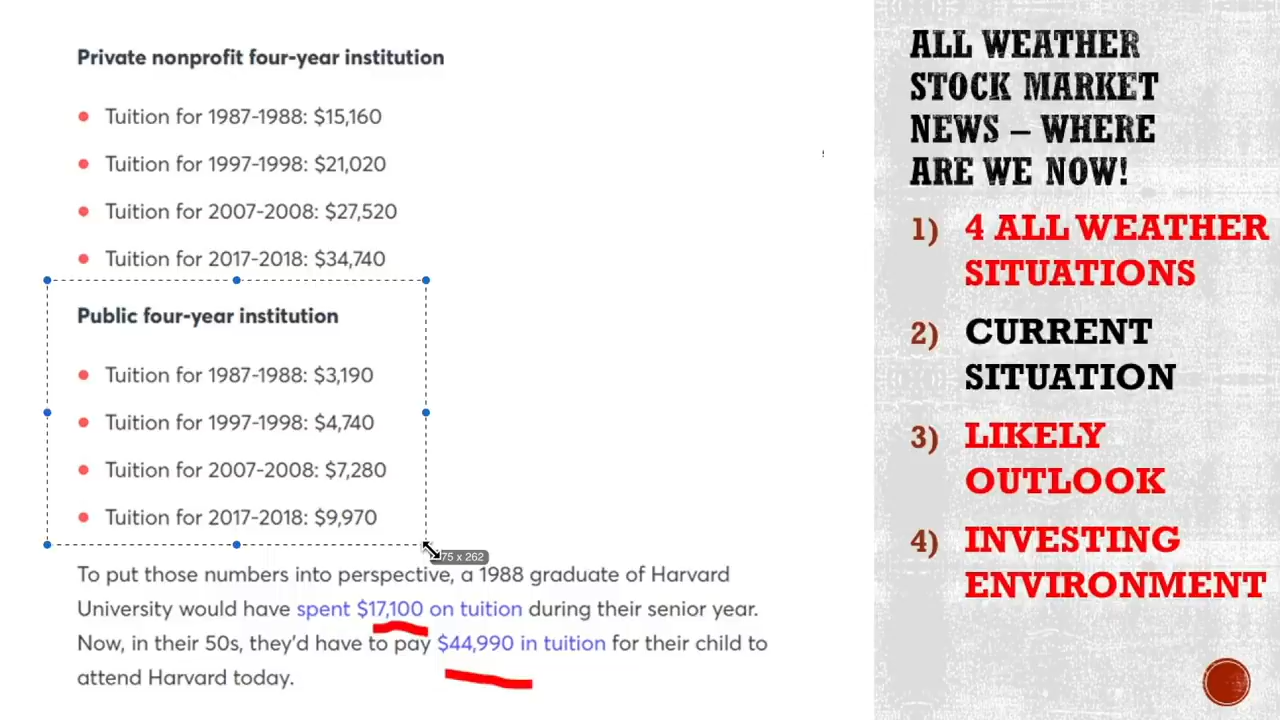 Private nonprofit four-year institution
Tuition for 1987-1988: $15,160
Tuition for 1997-1998: $21,020
Tuition for 2007-2008: $27,520
Tuition for 2017-2018: $34,740
Public four-year institution
Tuition for 1987-1988: $3,190
Tuition for 1997-1998: $4,740
Tuition for 2007-2008: $7,280
Tuition for 2017-2018: $9,970
75 x 262
To put those numbers into perspective, a 1988 graduate of Harvard
University would have spent $17,100 on tuition during their senior year.
Now, in their 50s, they'd have to pay $44,990 in tuition for their child to
attend Harvard today.
ALL WEATHER
STOCK MARKET
NEWS – WHERE
ARE WE NOW!
1) 4 ALL WEATHER
SITUATIONS
2) CURRENT
SITUATION
3) LIKELY
OUTLOOK
4) INVESTING
ENVIRONMENT